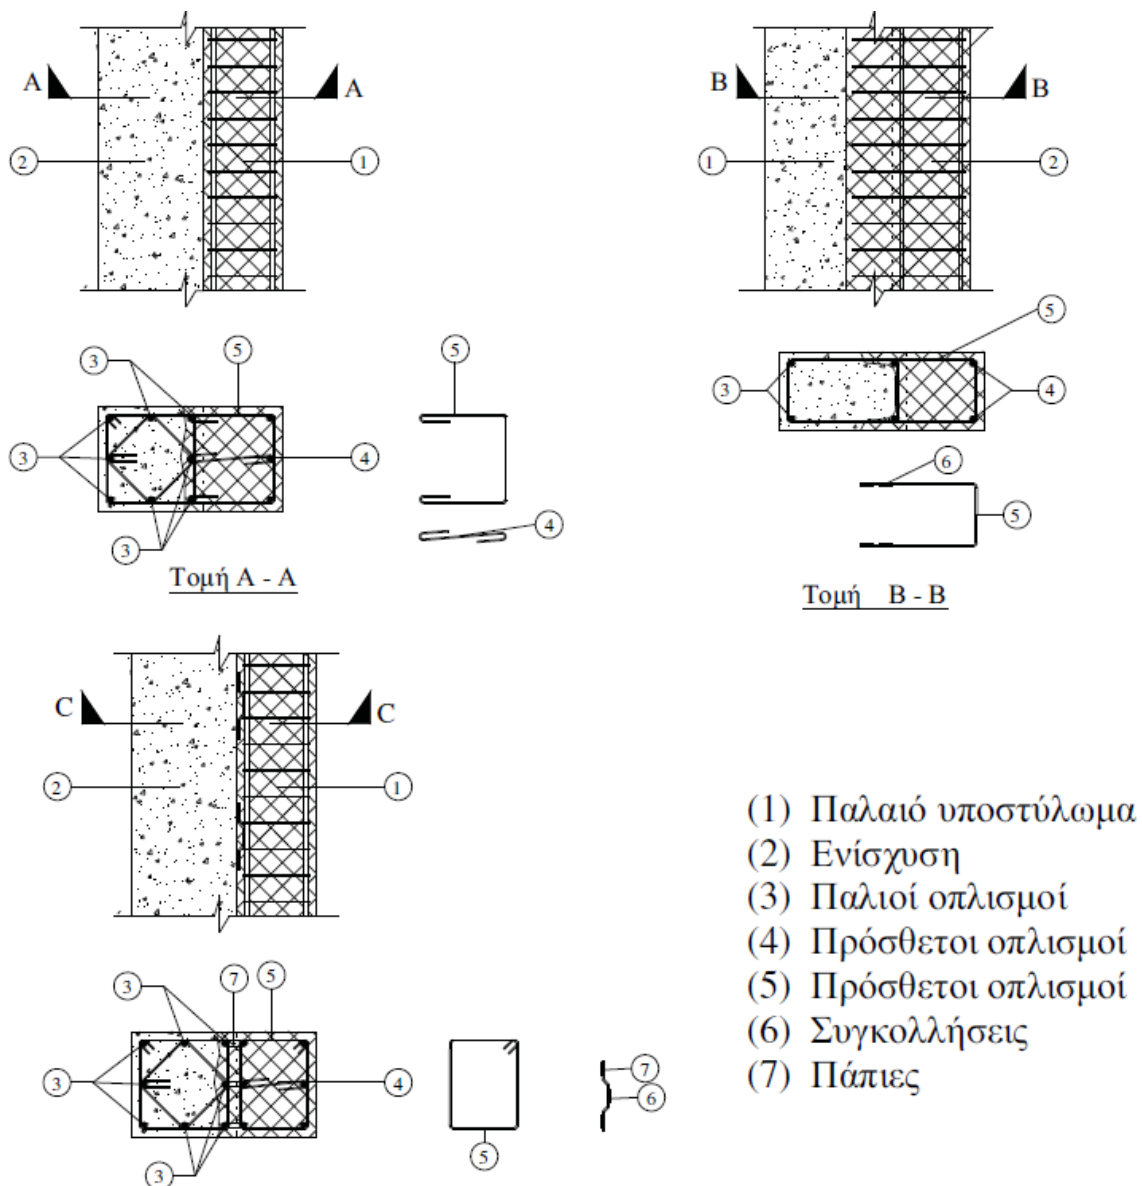 A A
2 1
B B
1 2
3 5 5
3 4 4
3
Τομή A - A
5
3 4
6
5
Τομή B - B
C C
2 1
3 7 5
3 4
3
5
7
6
(1) Παλαιό υποστύλωμα
(2) Ενίσχυση
(3) Παλιοί οπλισμοί
(4) Πρόσθετοι οπλισμοί
(5) Πρόσθετοι οπλισμοί
(6) Συγκολλήσεις
(7) Πάπιες